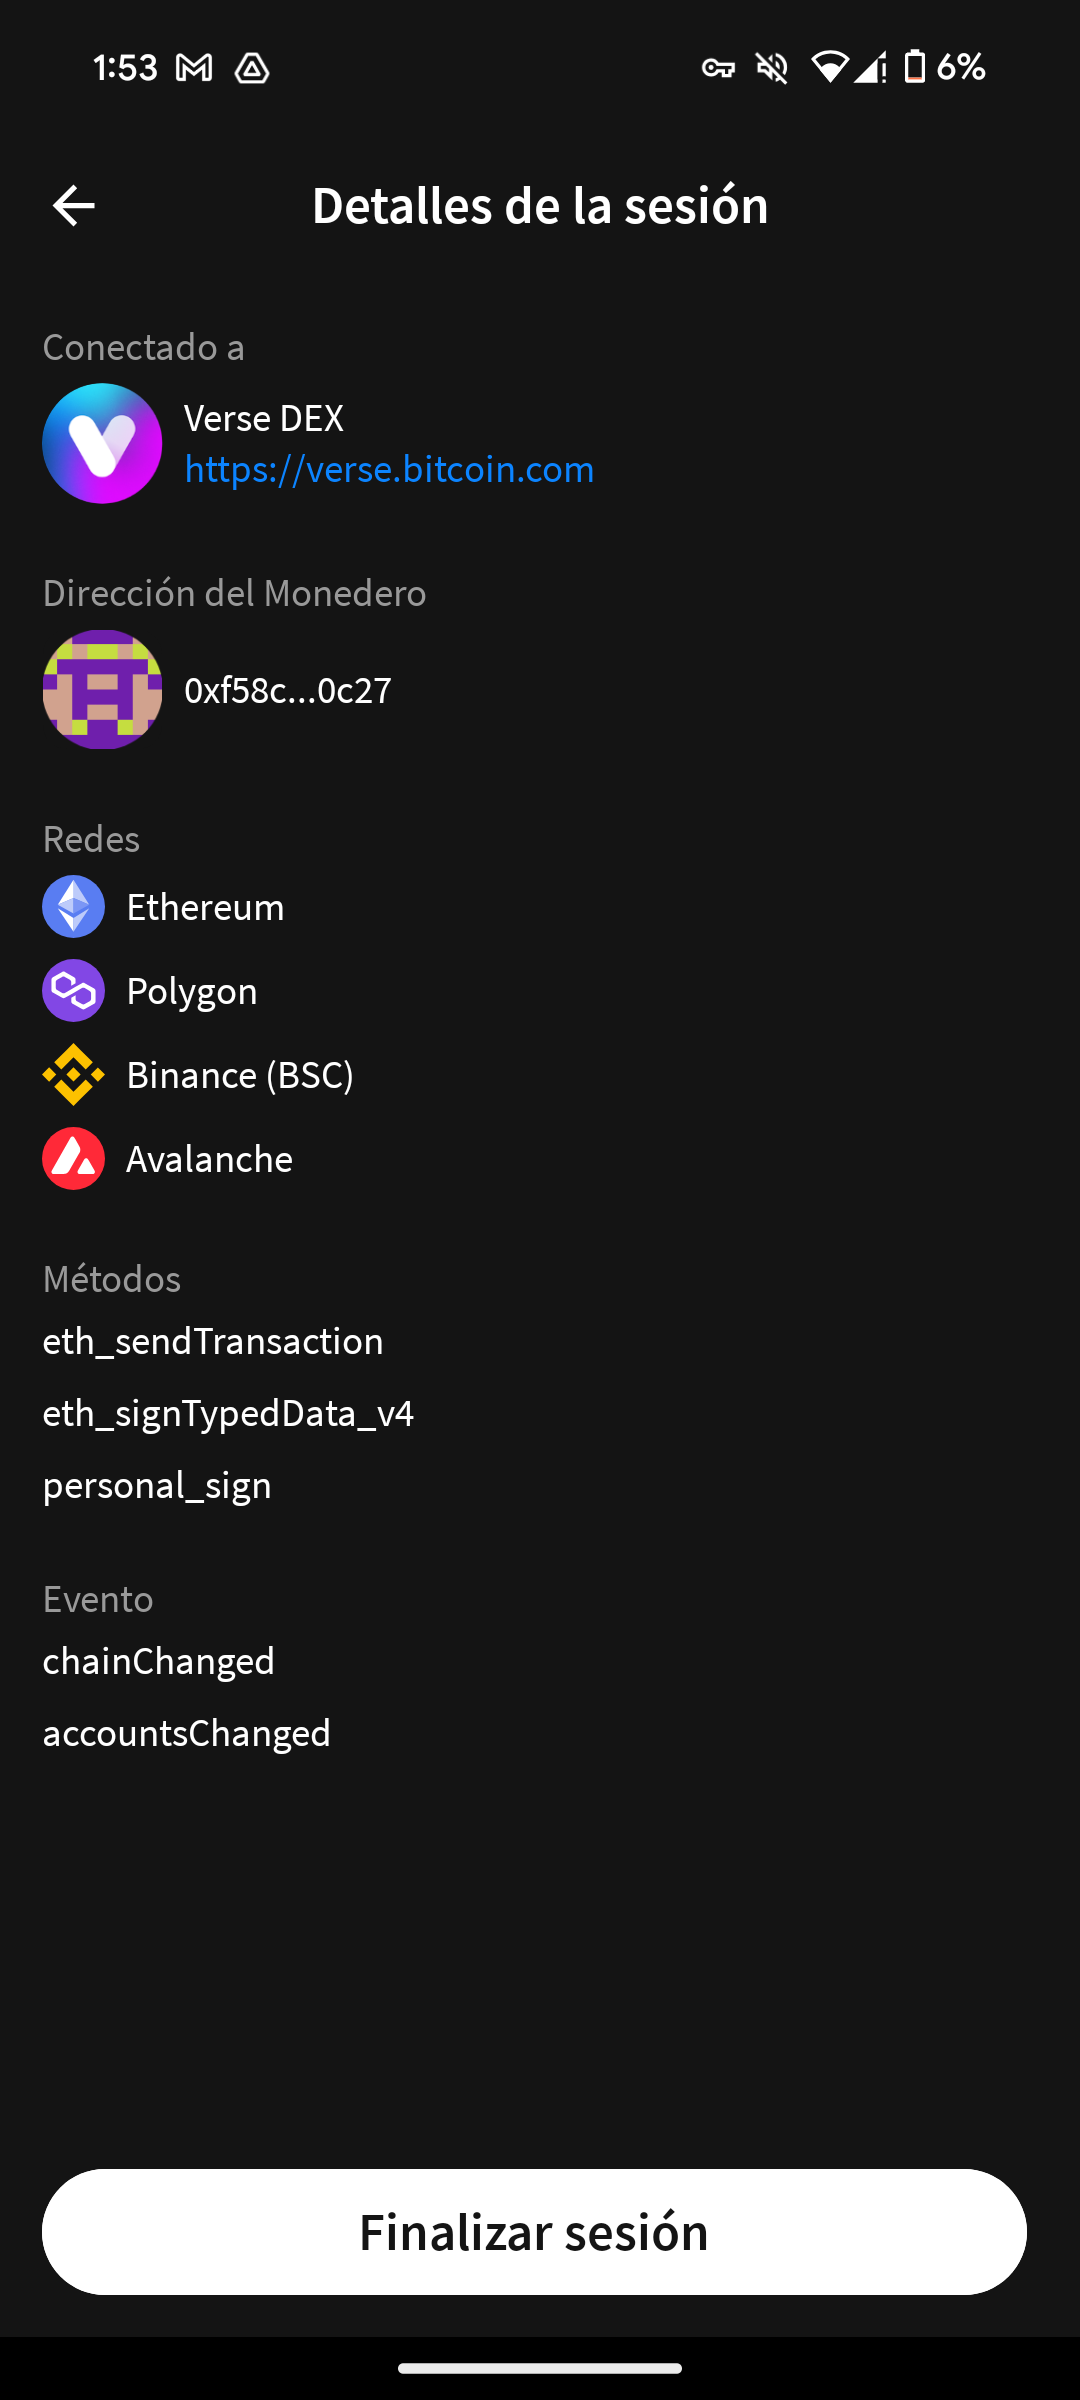 1:53
6%
Detalles de la sesión
Conectado a
Verse DEX
https://verse.bitcoin.com
Dirección del Monedero
0xf58c...0c27
Redes
Ethereum
Polygon
Binance (BSC)
Avalanche
Métodos
eth_sendTransaction
eth_signTypedData_v4
personal_sign
Evento
chainChanged
accountsChanged
Finalizar sesión